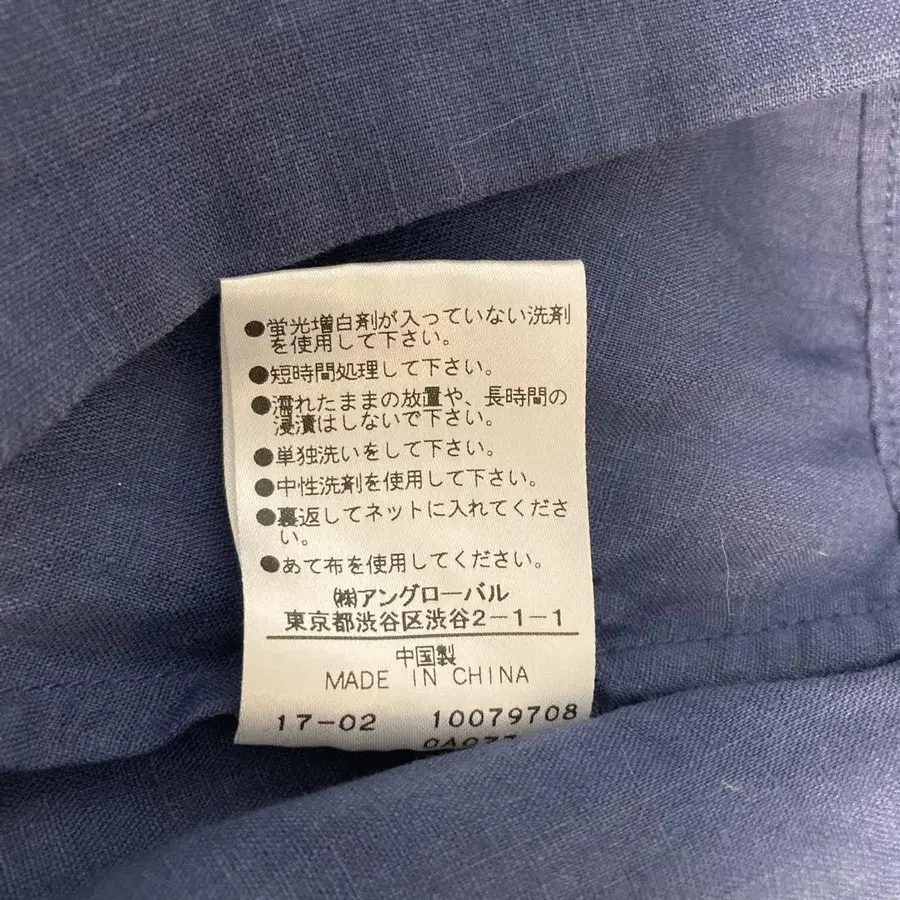 ●蛍光増白剤が入っていない洗剤
を使用して下さい。
●短時間処理して下さい。
●濡れたままの放置や、長時間の
浸漬はしないで下さい。
●単独洗いをして下さい。
●中性洗剤を使用して下さい。
●裏返してネットに入れてくださ
い。
●あて布を使用してください。
㈱アングローバル
東京都渋谷区渋谷2-1-1
中国製
MADE IN CHINA
17-02 10079708